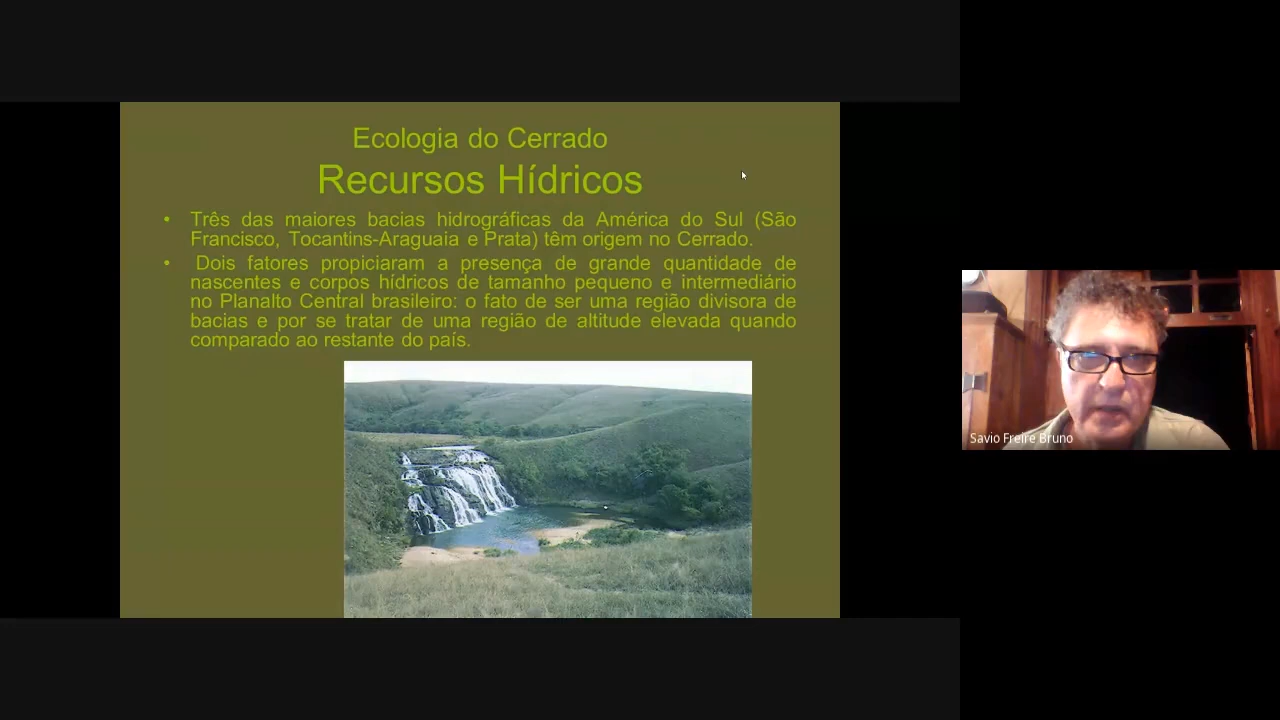 Ecologia do Cerrado
Recursos Hídricos
• Três das maiores bacias hidrográficas da América do Sul (São
Francisco, Tocantins-Araguaia e Prata) têm origem no Cerrado.
• Dois fatores propiciaram a presença de grande quantidade de
nascentes e corpos hídricos de tamanho pequeno e intermediário
no Planalto Central brasileiro: o fato de ser uma região divisora de
bacias e por se tratar de uma região de altitude elevada quando
comparado ao restante do país.
Savio Freire Bruno